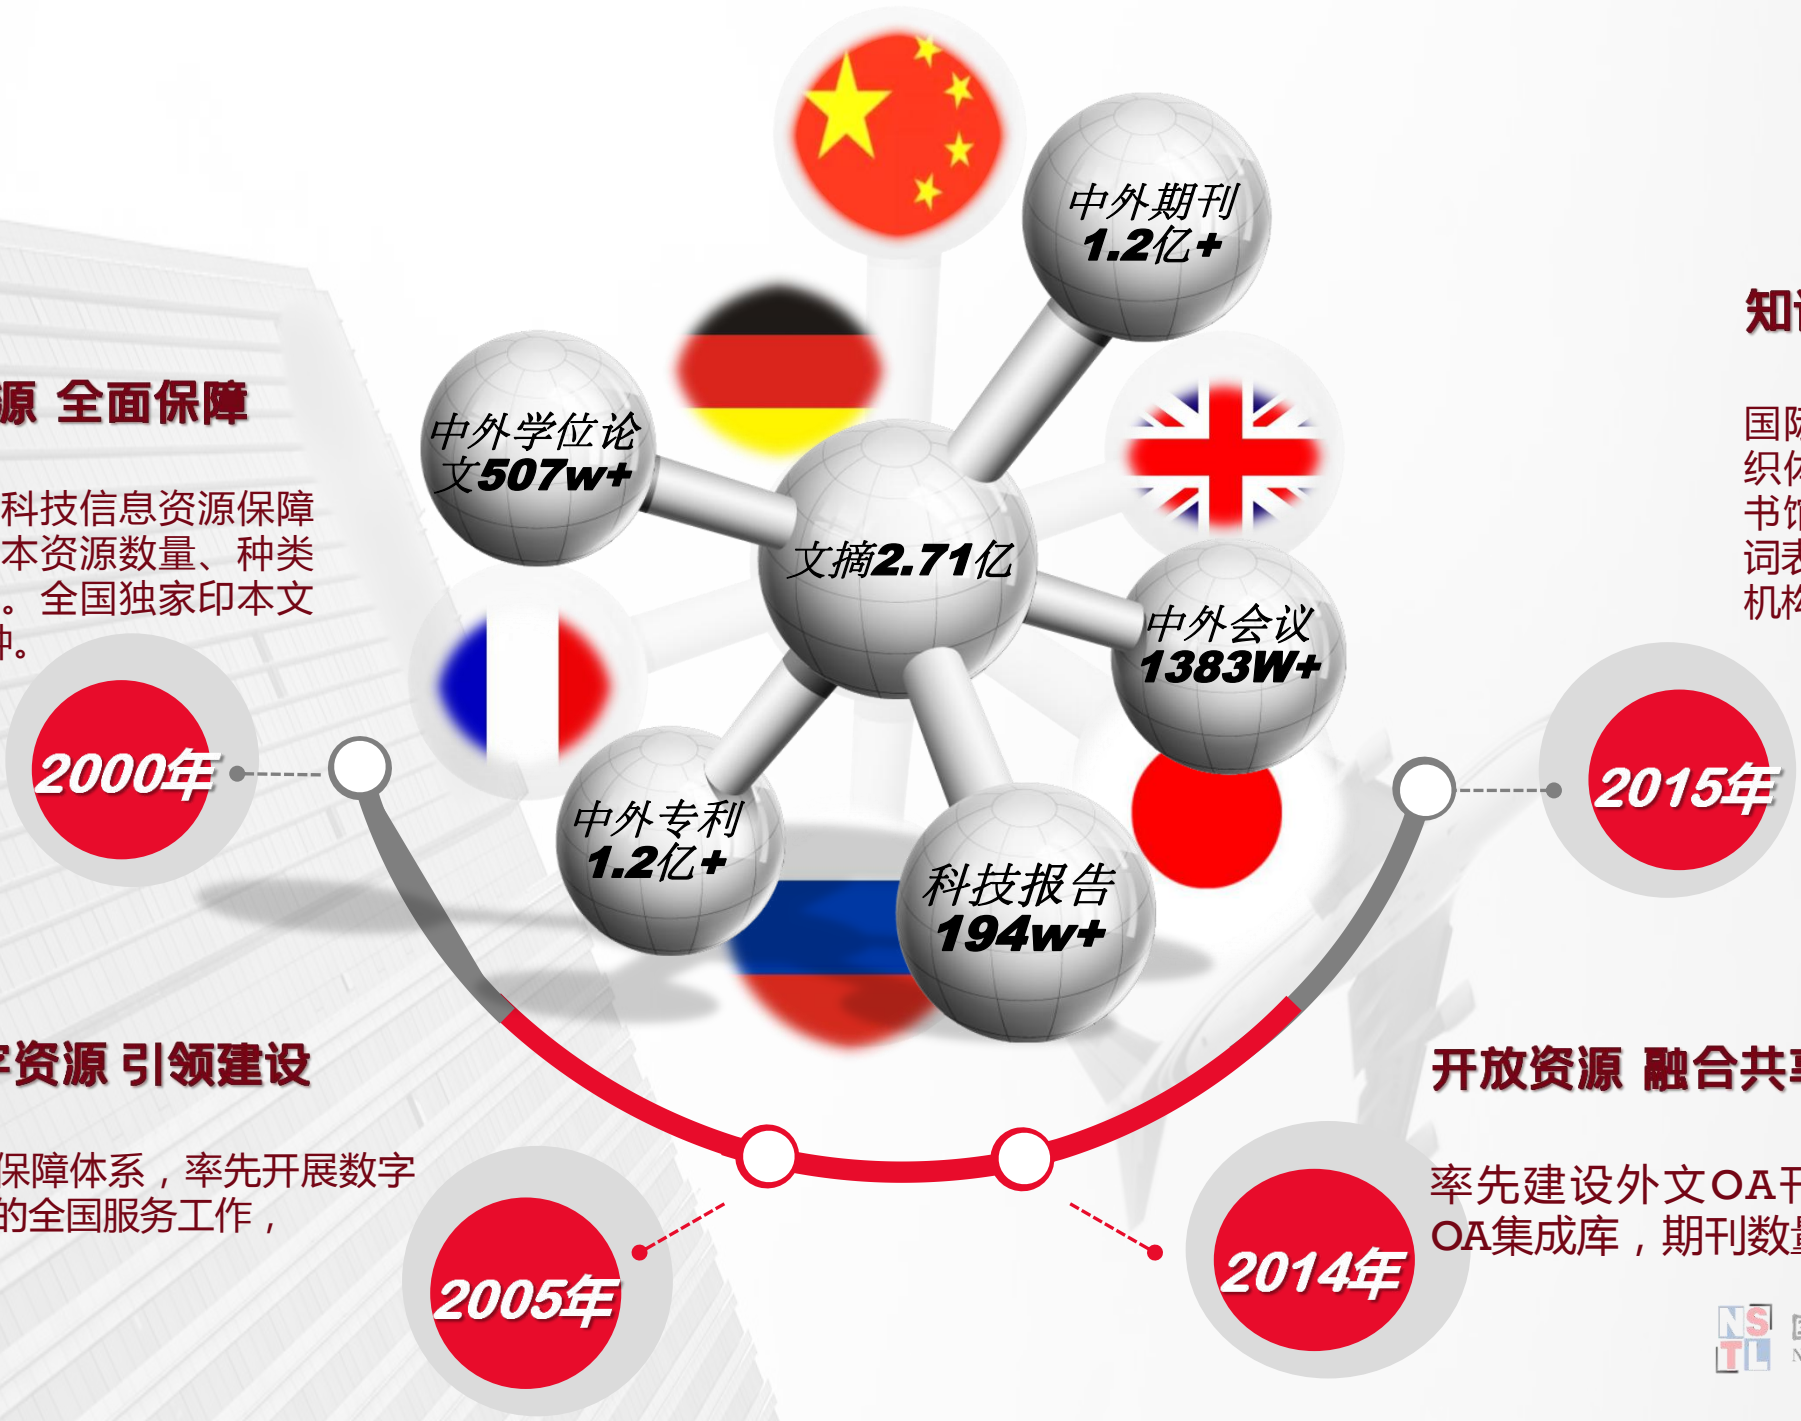 中外期刊
1.2亿+
中外学位论
文507w+
文摘2.71亿
中外会议
1383W+
中外专利
1.2亿+
科技报告
194w+
源 全面保障
科技信息资源保障
本资源数量、种类
。全国独家印本文
种。
2000年
资源 引领建设
保障体系，率先开展数字
的全国服务工作，
2005年
开放资源 融合共
率先建设外文OA
OA集成库，期刊数
2014年
知
国际
织体
书馆
词表
机构
2015年
NS
TL